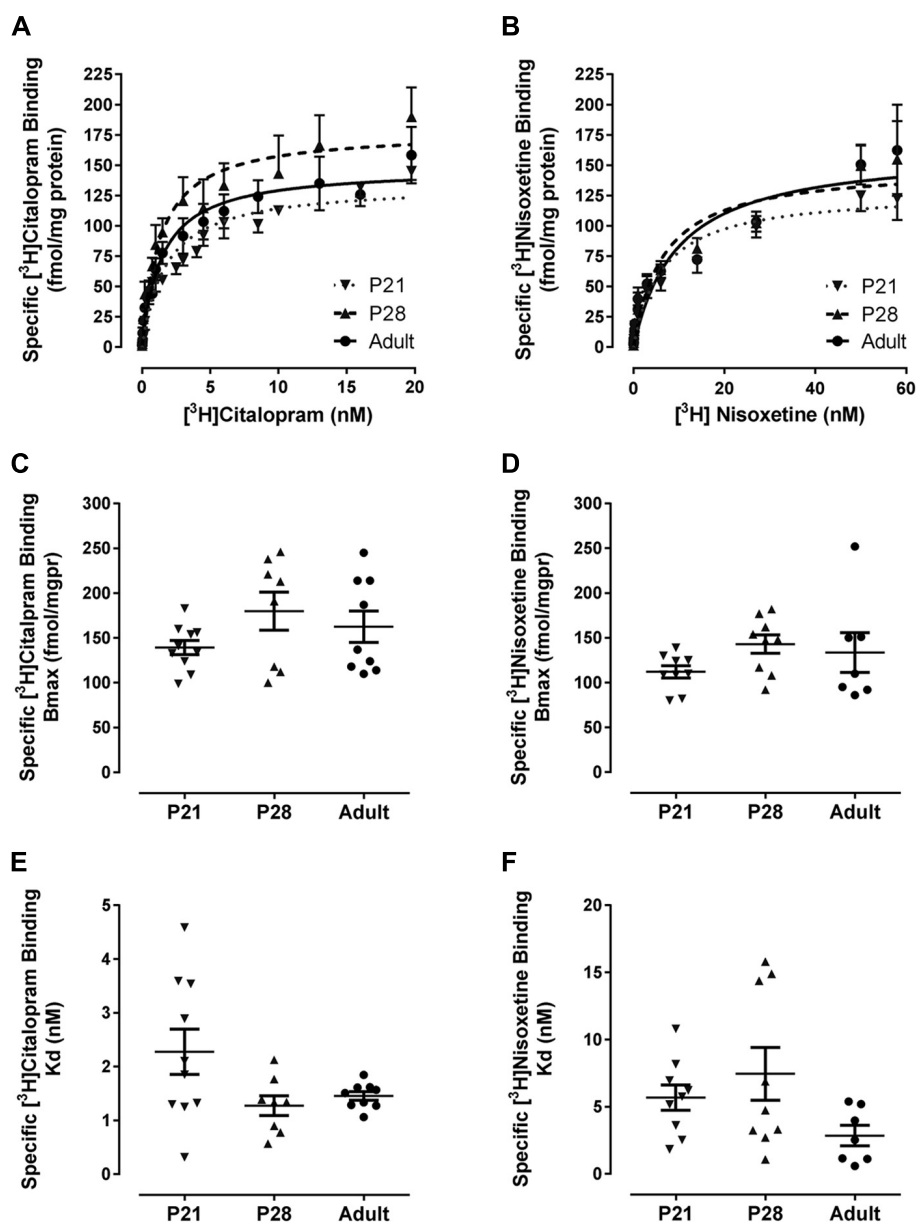 A
Specific [³H]Citalopram Binding
(fmol/mg protein)
225
200
175
150
125
100
75
50
25
0
P21
P28
Adult
0 5 10 15 20
[³H]Citalopram (nM)
B
Specific [³H]Nisoxetine Binding
(fmol/mg protein)
225
200
175
150
125
100
75
50
25
0
P21
P28
Adult
0 20 40 60
[³H] Nisoxetine (nM)
C
Specific [³H]Citalpram Binding
Bmax (fmol/mgpr)
300
250
200
150
100
50
0
P21 P28 Adult
D
Specific [³H]Nisoxetine Binding
Bmax (fmol/mgpr)
300
250
200
150
100
50
0
P21 P28 Adult
E
Specific [³H]Citalopram Binding
Kd (nM)
5
4
3
2
1
0
P21 P28 Adult
F
Specific [³H]Nisoxetine Binding
Kd (nM)
20
15
10
5
0
P21 P28 Adult